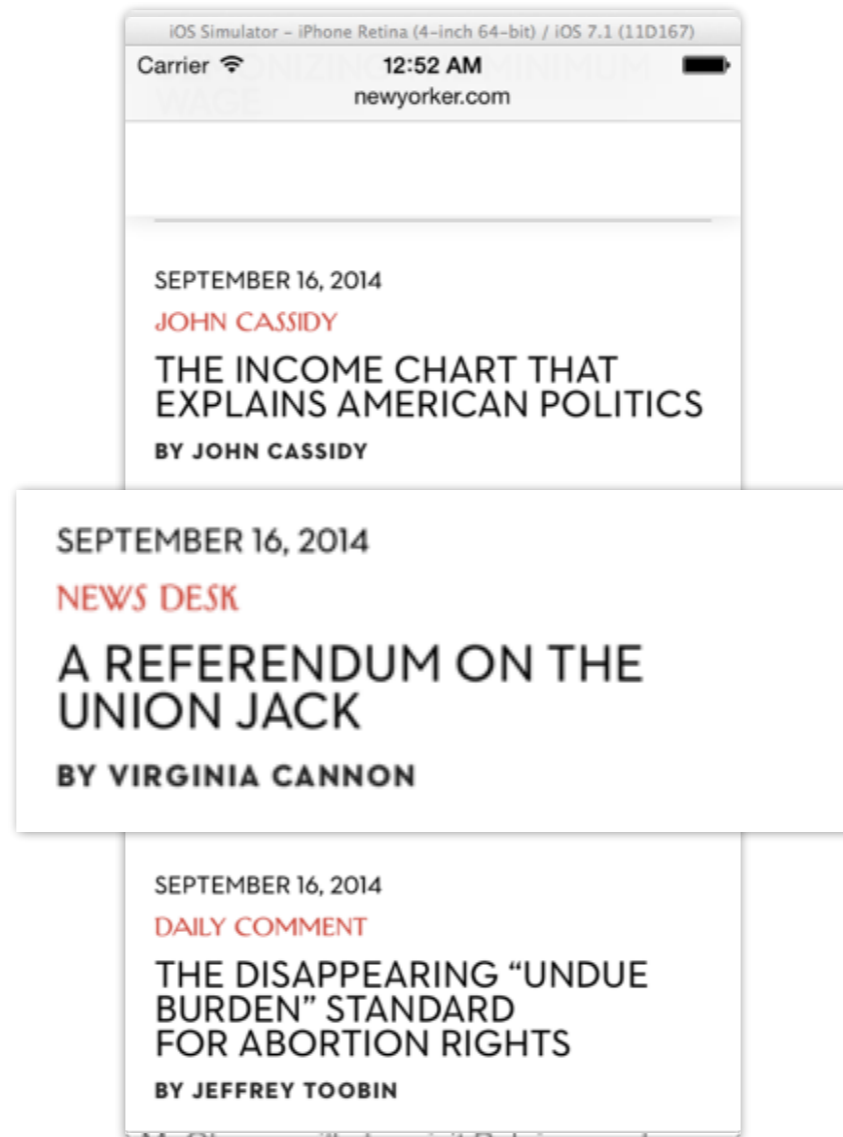 iOS Simulator – iPhone Retina (4-inch 64-bit) / iOS 7.1 (11D167)
Carrier 12:52 AM
MINIMUM
WAGE
newyorker.com
SEPTEMBER 16, 2014
JOHN CASSIDY
THE INCOME CHART THAT
EXPLAINS AMERICAN POLITICS
BY JOHN CASSIDY
SEPTEMBER 16, 2014
NEWS DESK
A REFERENDUM ON THE
UNION JACK
BY VIRGINIA CANNON
SEPTEMBER 16, 2014
DAILY COMMENT
THE DISAPPEARING “UNDUE
BURDEN” STANDARD
FOR ABORTION RIGHTS
BY JEFFREY TOOBIN